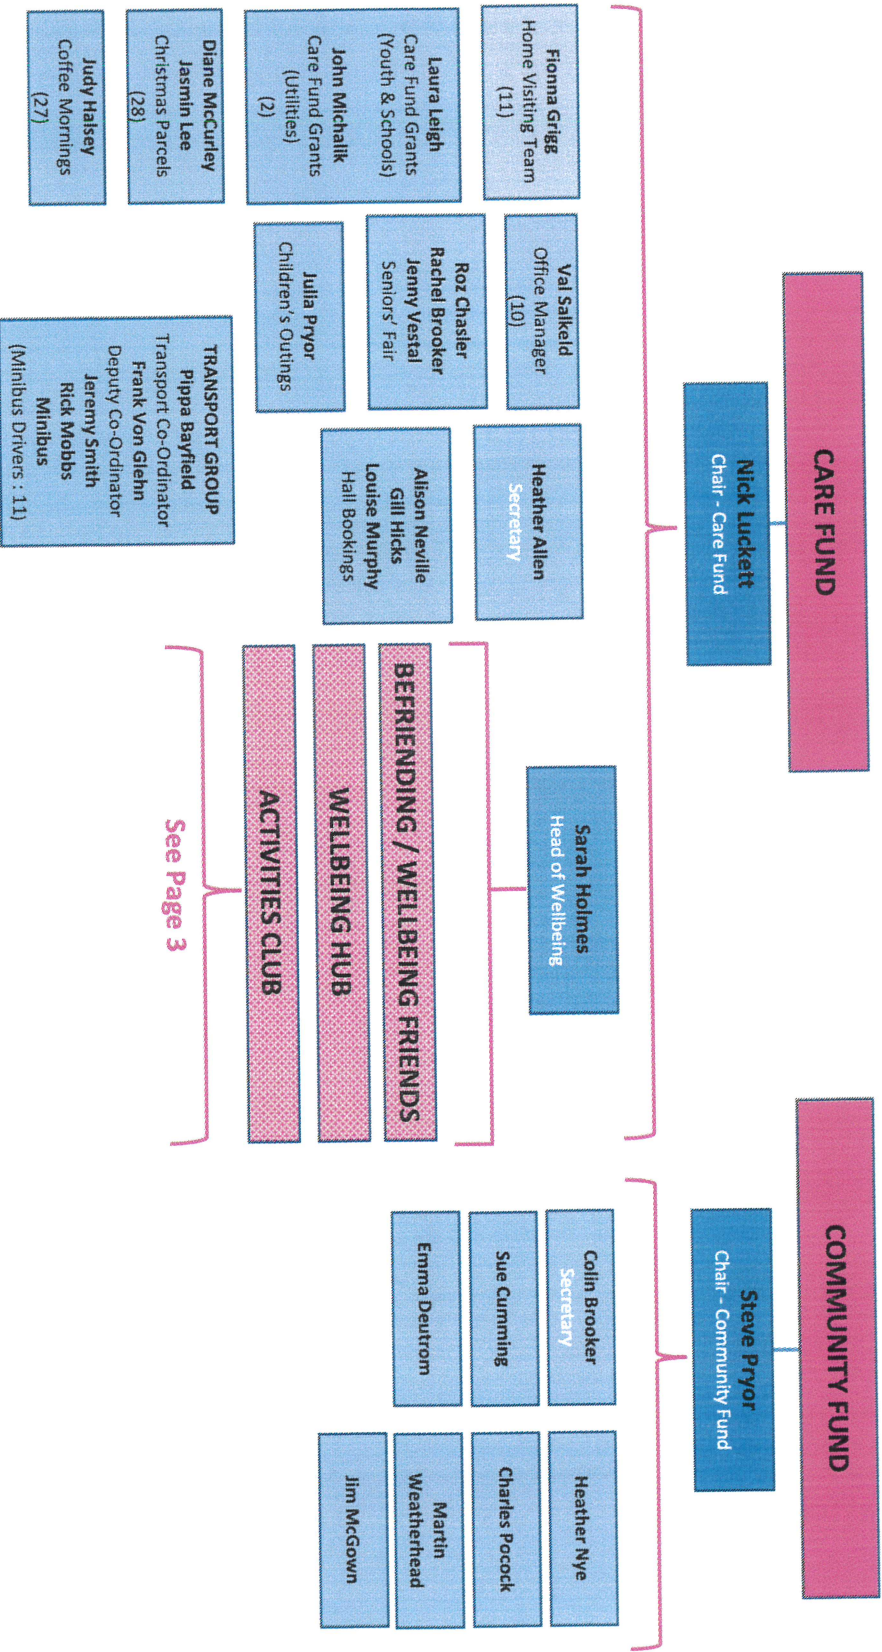 CARE FUND
Nick Luckett
Chair - Care Fund
Fionna Grigg
Home Visiting Team
(11)
Laura Leigh
Care Fund Grants
(Youth & Schools)
John Michalik
Care Fund Grants
(Utilities)
(2)
Diane McCurley
Jasmin Lee
Christmas Parcels
(28)
Judy Halsey
Coffee Mornings
(27)
Val Salkeld
Office Manager
(10)
Roz Chasler
Rachel Brooker
Jenny Vestal
Seniors' Fair
Julia Pryor
Children's Outings
TRANSPORT GROUP
Pippa Bayfield
Transport Co-Ordinator
Frank Von Glehn
Deputy Co-Ordinator
Jeremy Smith
Rick Mobbs
Minibus
(Minibus Drivers : 11)
Heather Allen
Secretary
Alison Neville
Gill Hicks
Louise Murphy
Hall Bookings
Sarah Holmes
Head of Wellbeing
BEFRIENDING / WELLBEING FRIENDS
WELLBEING HUB
ACTIVITIES CLUB
See Page 3
COMMUNITY FUND
Steve Pryor
Chair - Community Fund
Colin Brooker
Secretary
Sue Cumming
Emma Deutrom
Heather Nye
Charles Pocock
Martin
Weatherhead
Jim McGown